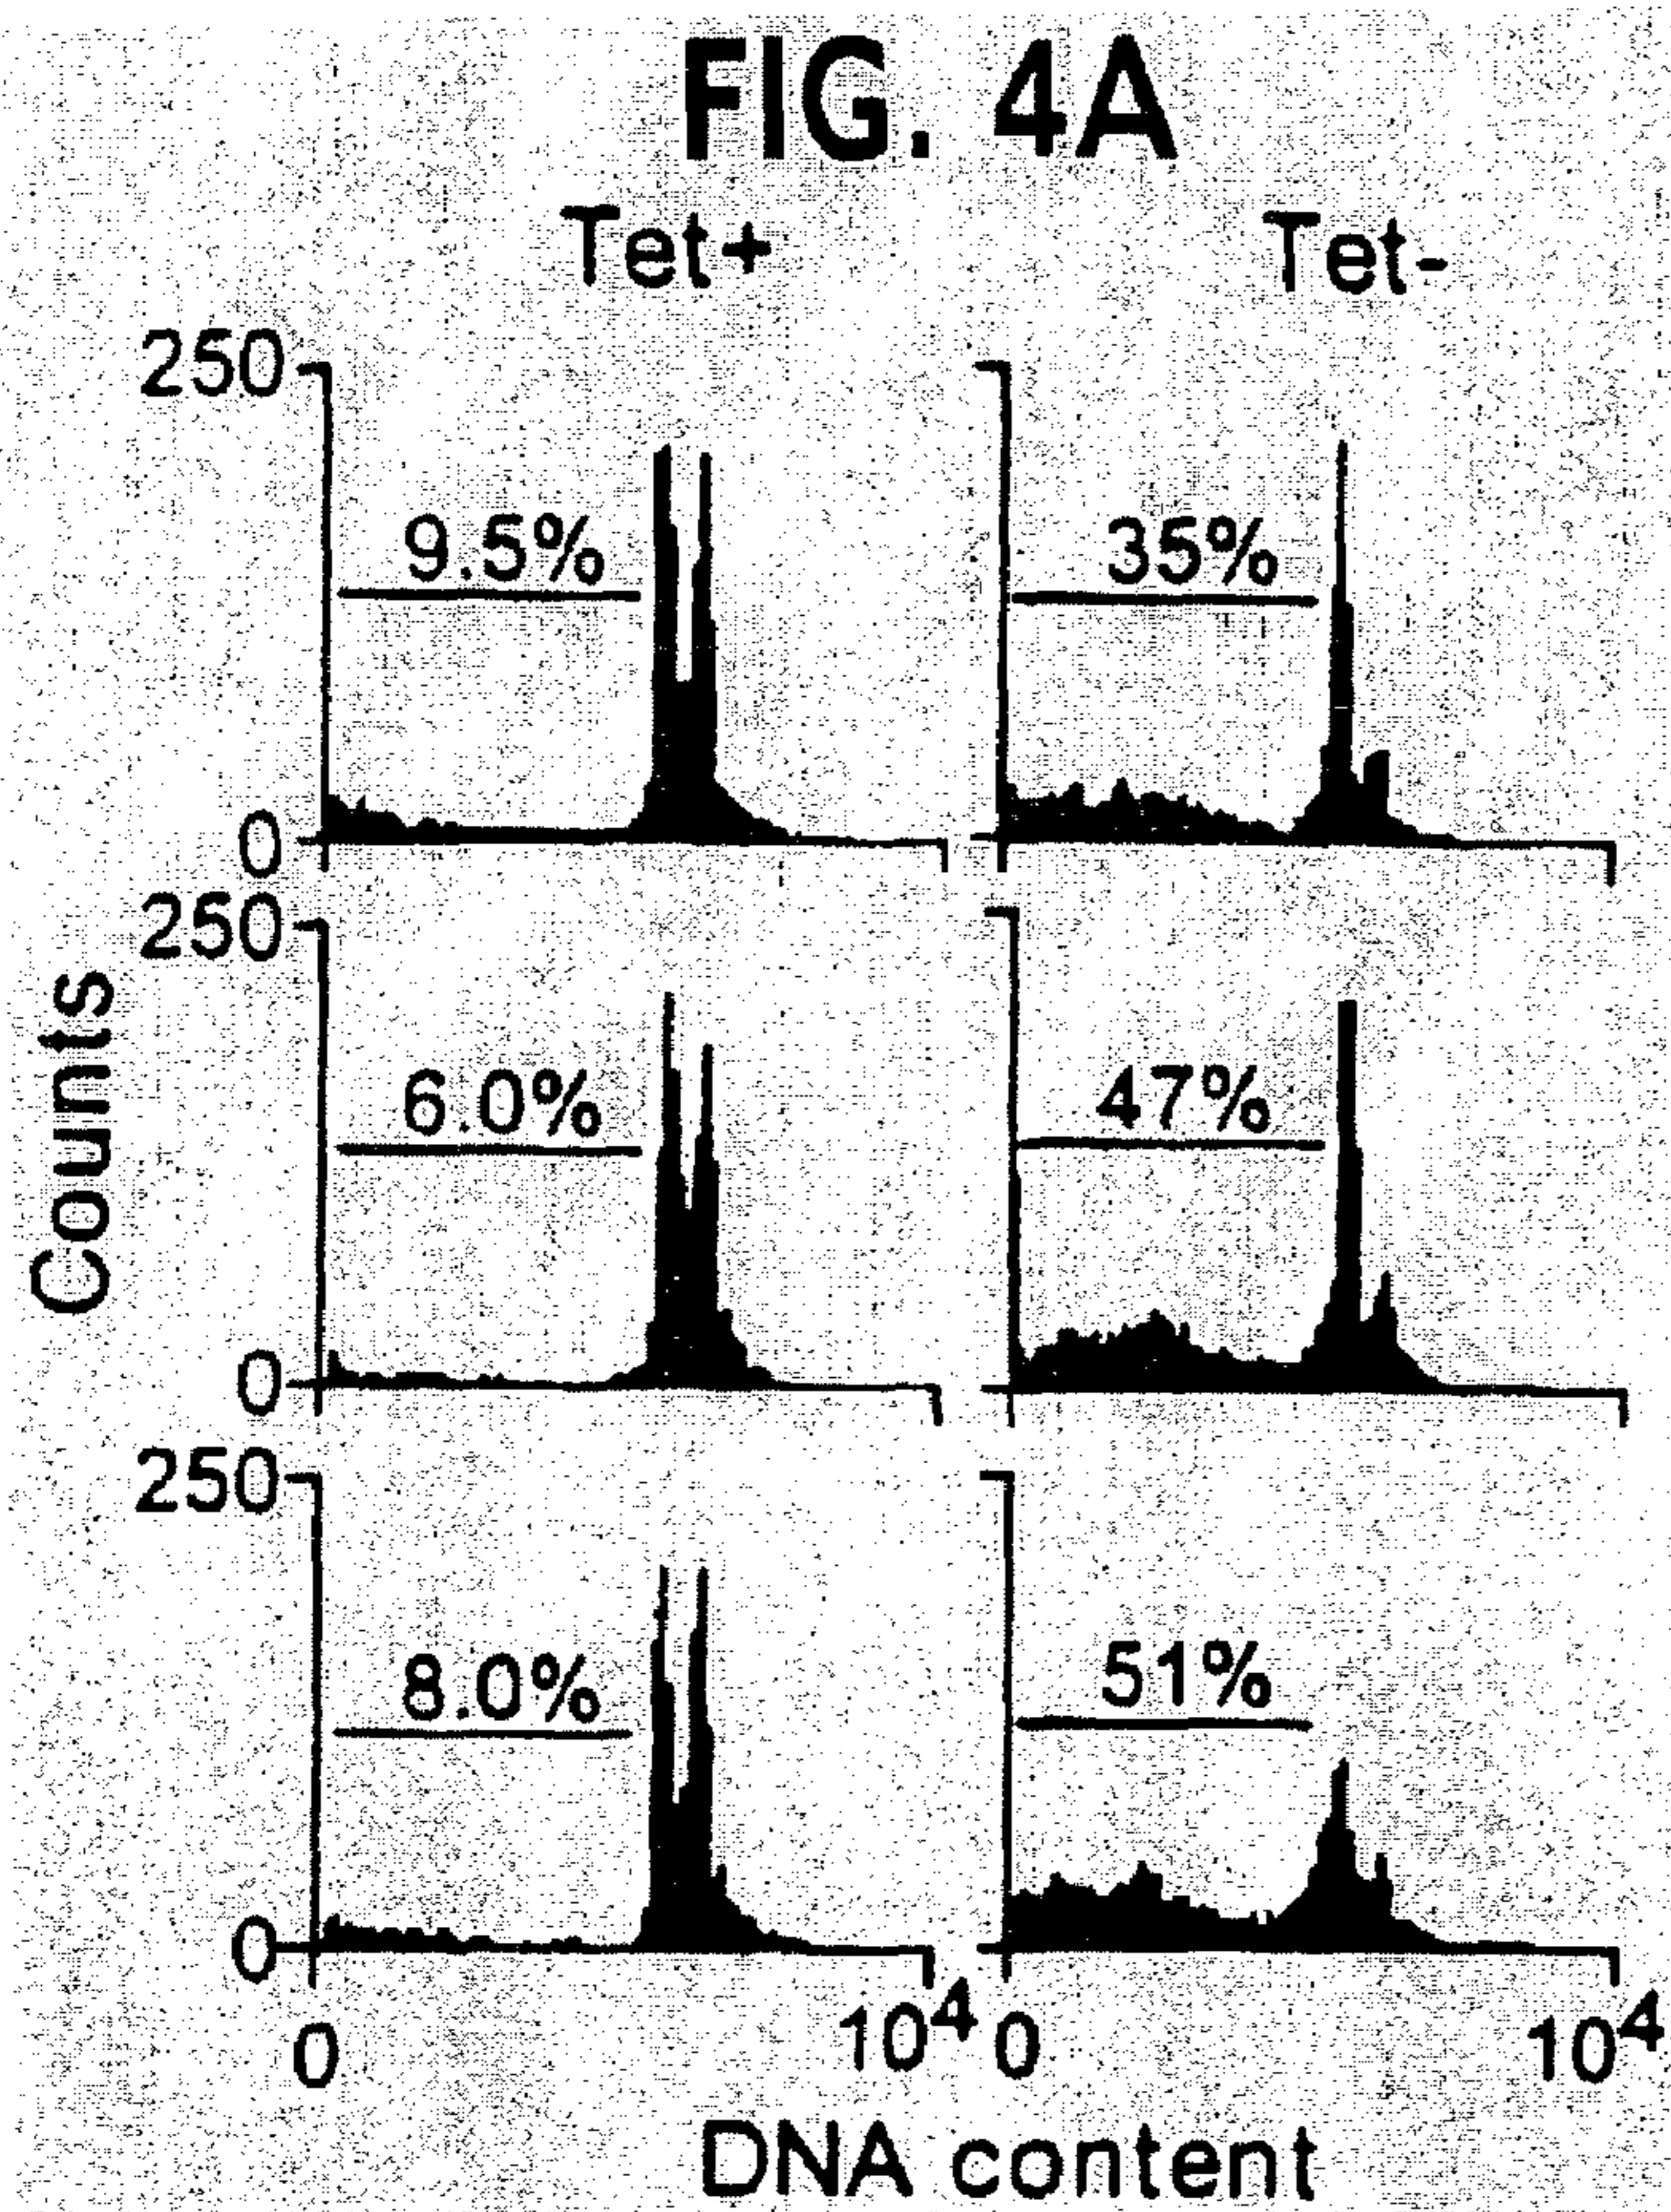 FIG. 4A
Tet+ Tet-
250
9.5% 35%
0
250
6.0% 47%
Counts
0
250
8.0% 51%
0
0 10⁴ 0 10⁴
DNA content